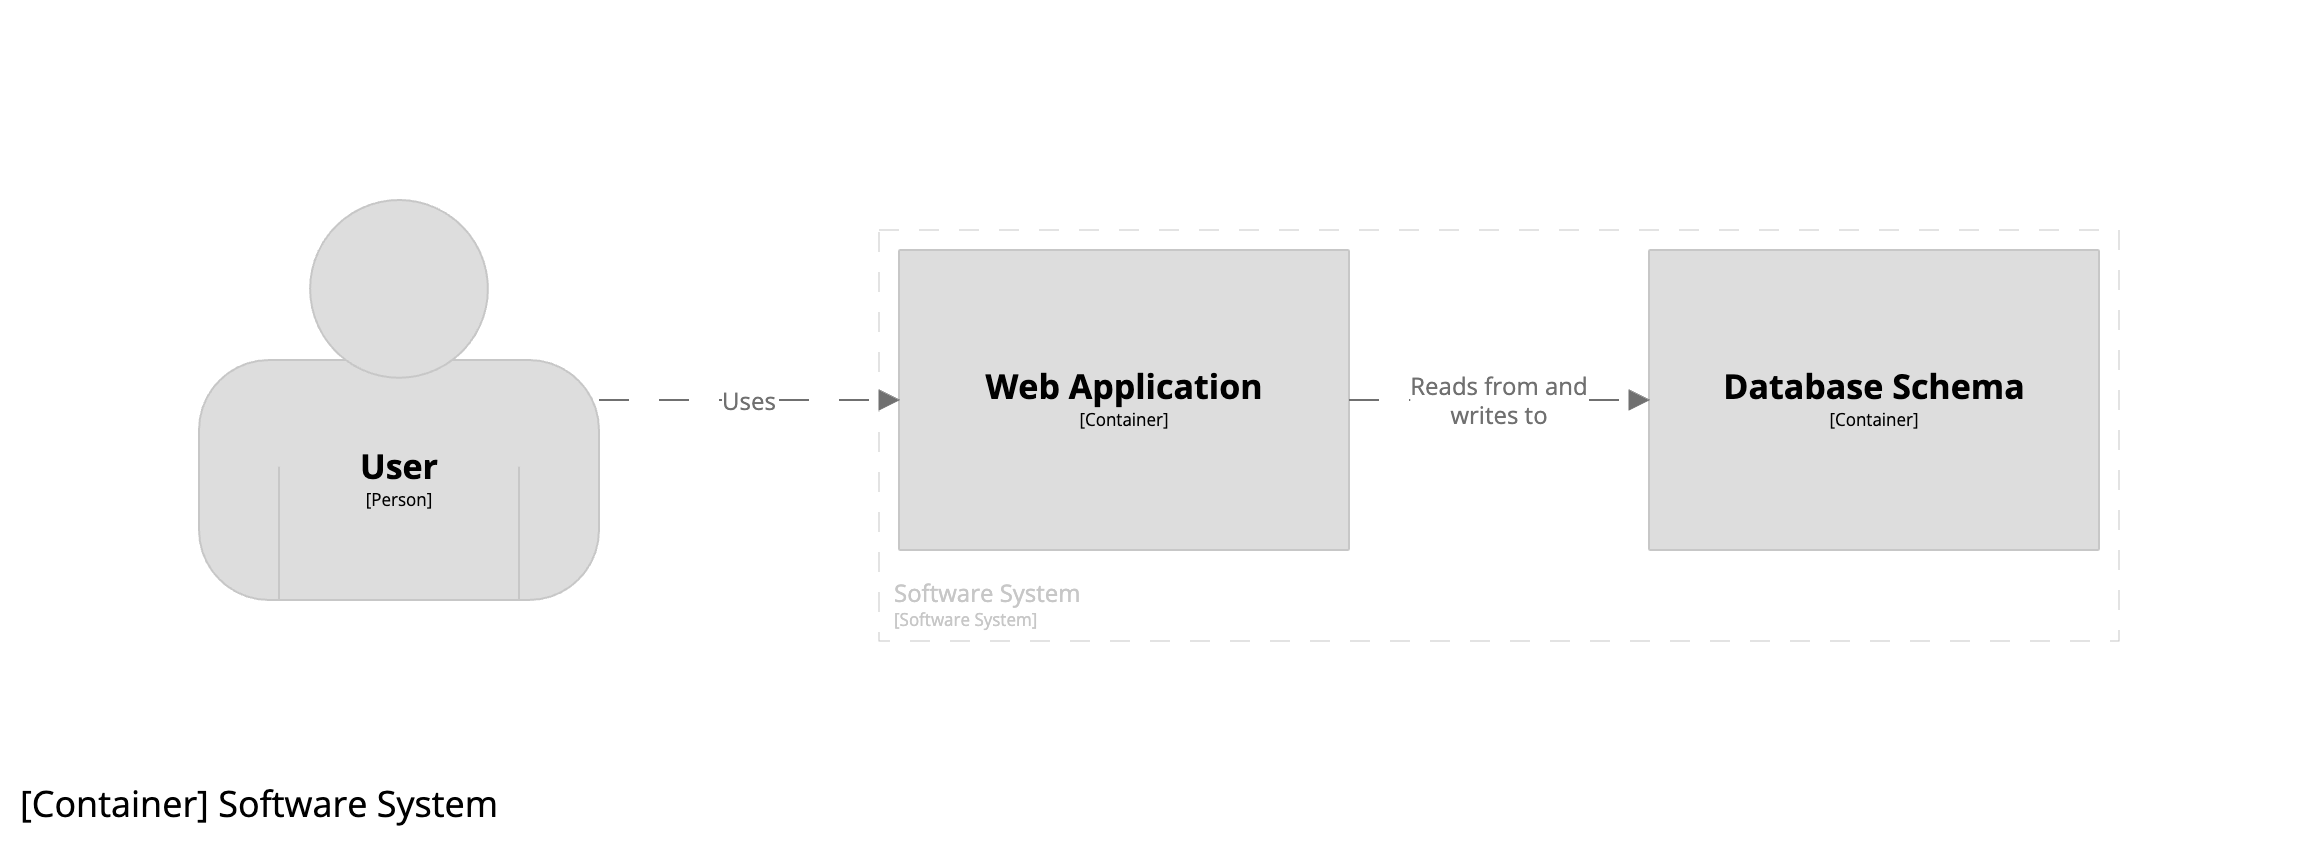 User
[Person]
Uses
Web Application
[Container]
Reads from and
writes to
Database Schema
[Container]
Software System
[Software System]
[Container] Software System